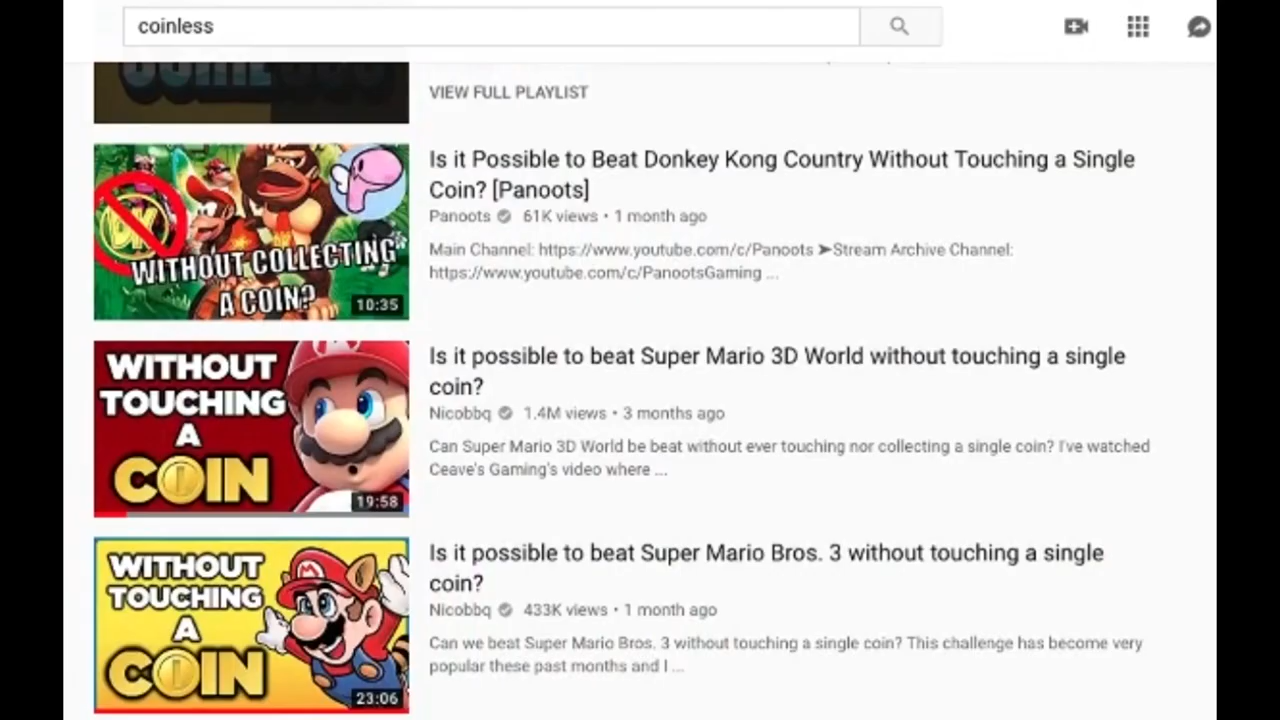 coinless
VIEW FULL PLAYLIST
WITHOUT COLLECTING
A COIN?
10:35
Is it Possible to Beat Donkey Kong Country Without Touching a Single
Coin? [Panoots]
Panoots 61K views • 1 month ago
Main Channel: https://www.youtube.com/c/Panoots ➤Stream Archive Channel:
https://www.youtube.com/c/PanootsGaming ...
WITHOUT
TOUCHING
A
COIN
19:58
Is it possible to beat Super Mario 3D World without touching a single
coin?
Nicobbq 1.4M views • 3 months ago
Can Super Mario 3D World be beat without ever touching nor collecting a single coin? I've watched
Ceave's Gaming's video where ...
WITHOUT
TOUCHING
A
COIN
23:06
Is it possible to beat Super Mario Bros. 3 without touching a single
coin?
Nicobbq 433K views • 1 month ago
Can we beat Super Mario Bros. 3 without touching a single coin? This challenge has become very
popular these past months and I ...